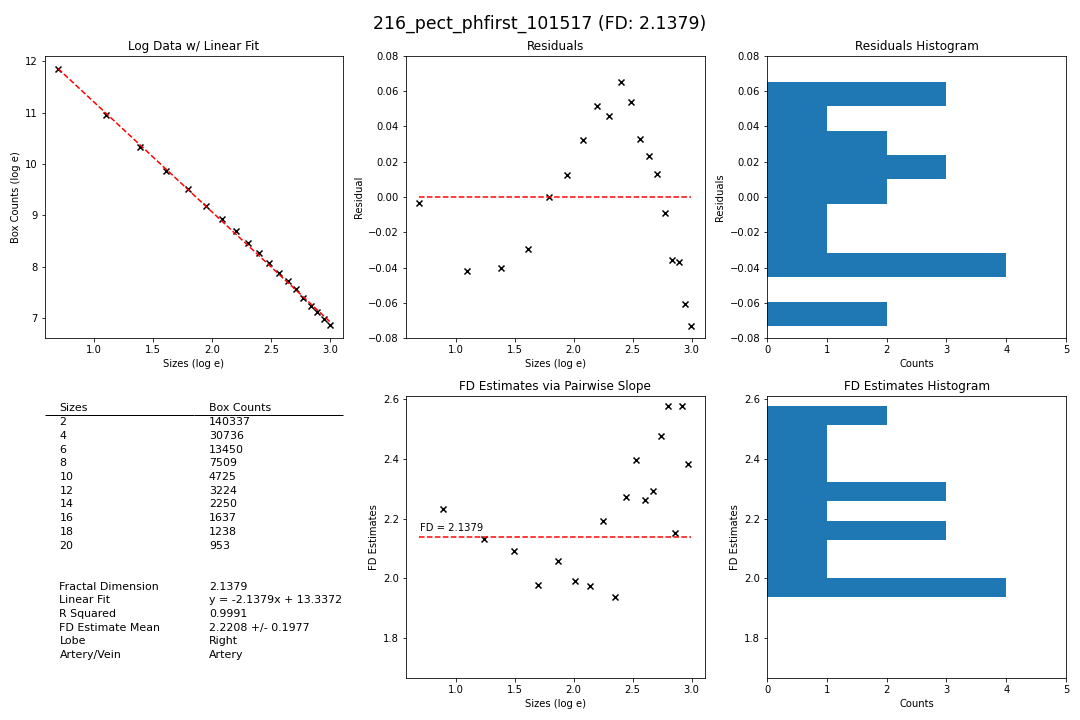 216_pect_phfirst_101517 (FD: 2.1379)
Log Data w/ Linear Fit
12
11
10
9
8
7
Box Counts (log e)
1.0 1.5 2.0 2.5 3.0
Sizes (log e)
Residuals
0.08
0.06
0.04
0.02
0.00
−0.02
−0.04
−0.06
−0.08
Residual
1.0 1.5 2.0 2.5 3.0
Sizes (log e)
Residuals Histogram
0.08
0.06
0.04
0.02
0.00
−0.02
−0.04
−0.06
−0.08
Residuals
0 1 2 3 4 5
Counts
Sizes Box Counts
2 140337
4 30736
6 13450
8 7509
10 4725
12 3224
14 2250
16 1637
18 1238
20 953
Fractal Dimension 2.1379
Linear Fit y = -2.1379x + 13.3372
R Squared 0.9991
FD Estimate Mean 2.2208 +/- 0.1977
Lobe Right
Artery/Vein Artery
FD Estimates via Pairwise Slope
2.6
2.4
2.2
2.0
1.8
FD Estimates
FD = 2.1379
1.0 1.5 2.0 2.5 3.0
Sizes (log e)
FD Estimates Histogram
2.6
2.4
2.2
2.0
1.8
FD Estimates
0 1 2 3 4 5
Counts